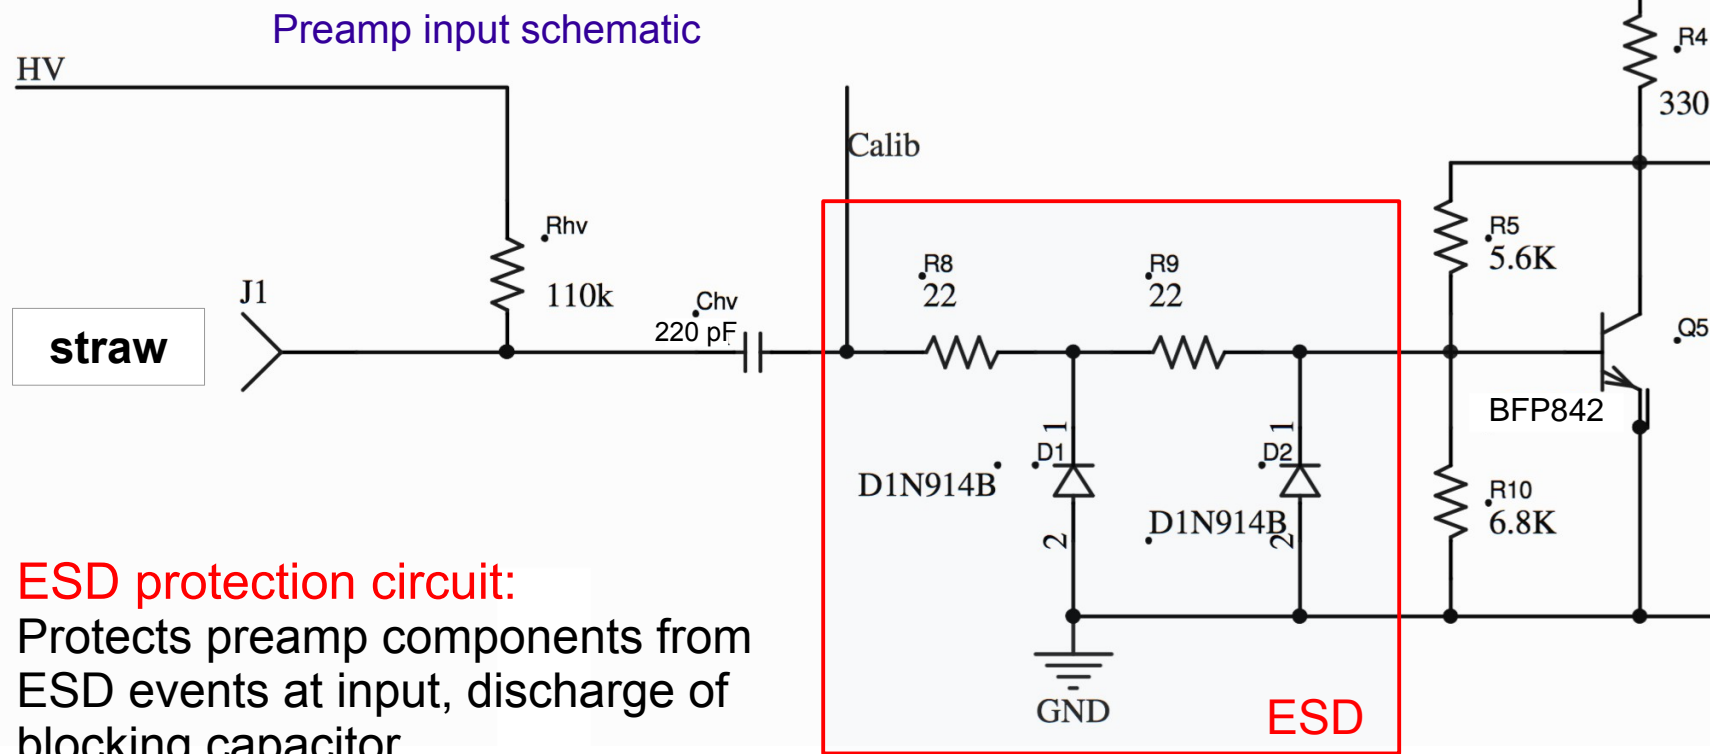 Preamp input schematic
HV
R4
330
Calib
Rhv
110k
R8
22
R9
22
R5
5.6K
J1
Chv
220 pF
straw
Q5
BFP842
1
D1
D1N914B
2
1
D2
D1N914B
2
R10
6.8K
ESD protection circuit:
Protects preamp components from
ESD events at input, discharge of
blocking capacitor
GND
ESD